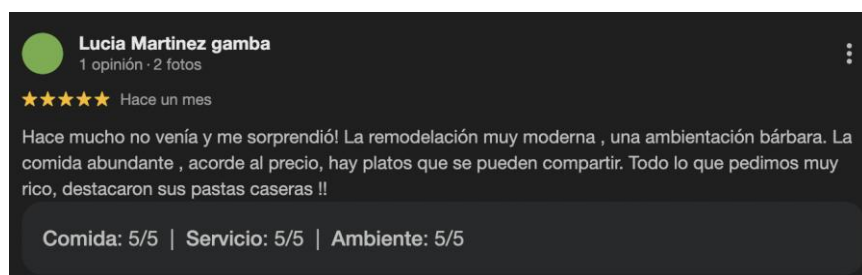 Lucia Martinez gamba
1 opinión · 2 fotos
Hace un mes
Hace mucho no venía y me sorprendió! La remodelación muy moderna , una ambientación bárbara. La
comida abundante , acorde al precio, hay platos que se pueden compartir. Todo lo que pedimos muy
rico, destacaron sus pastas caseras !!
Comida: 5/5 | Servicio: 5/5 | Ambiente: 5/5